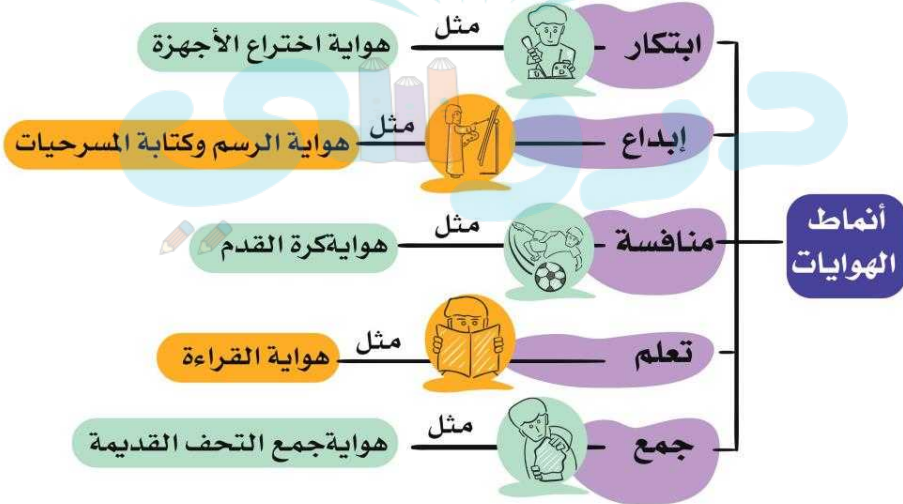 أنماط
الهوايات
ابتكار
مثل
هواية اختراع الأجهزة
إبداع
مثل
هواية الرسم وكتابة المسرحيات
منافسة
مثل
هوايةكرة القدم
تعلم
مثل
هواية القراءة
جمع
مثل
هوايةجمع التحف القديمة
دروسي